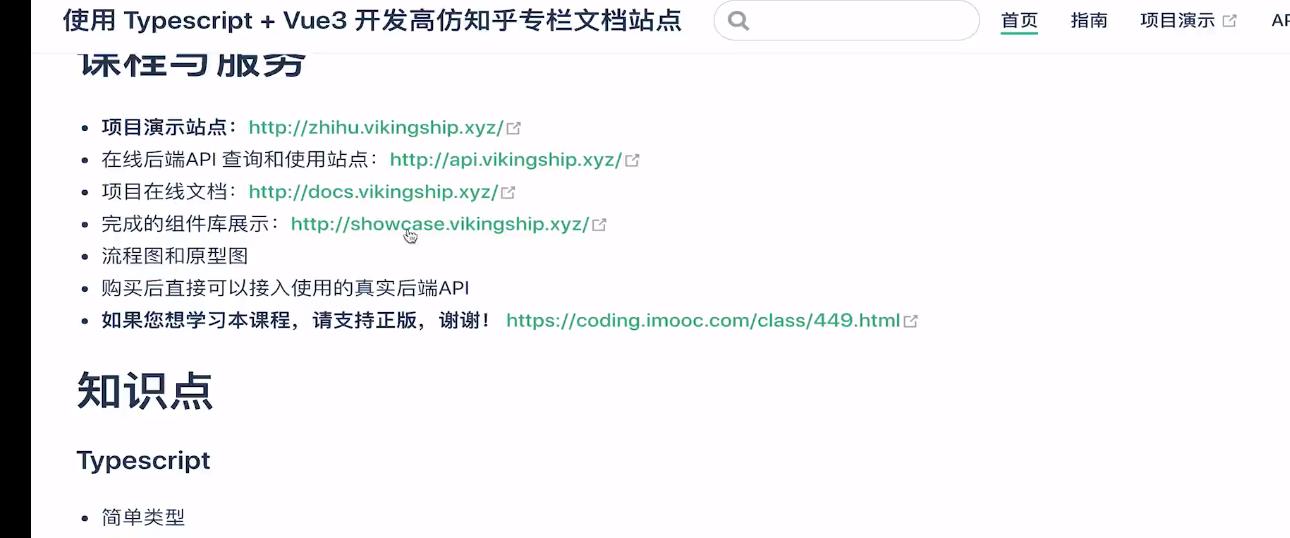 使用 Typescript + Vue3 开发高仿知乎专栏文档站点
首页 指南 项目演示 AP
课程与服务
项目演示站点：http://zhihu.vikingship.xyz/
在线后端API 查询和使用站点：http://api.vikingship.xyz/
项目在线文档：http://docs.vikingship.xyz/
完成的组件库展示：http://showcase.vikingship.xyz/
流程图和原型图
购买后直接可以接入使用的真实后端API
如果您想学习本课程，请支持正版，谢谢！ https://coding.imooc.com/class/449.html
知识点
Typescript
简单类型